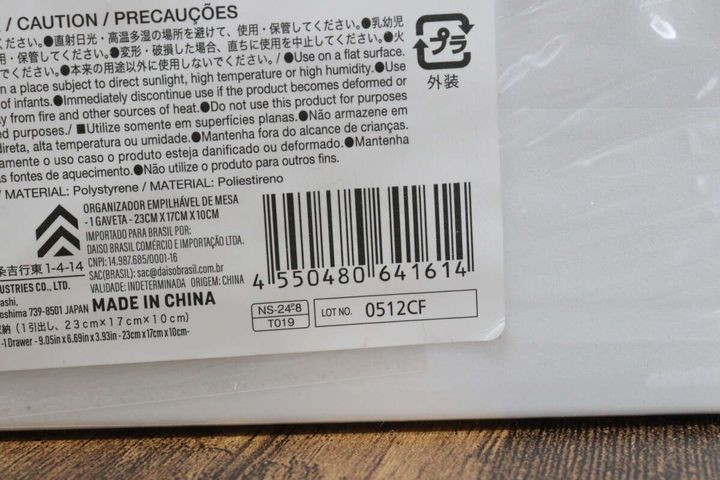 / CAUTION / PRECAUÇÕES
ください。●直射日光・高温多湿の場所を避けて、使用・保管してください。●乳幼児
用・保管してください。●変形・破損した場合、直ちに使用を中止してください。●火
でください。●本来の用途以外に使用しないでください。/ ●Use on a flat surface.
n a place subject to direct sunlight, high temperature or high humidity.●Use
of infants.●Immediately discontinue use if the product becomes deformed or
y from fire and other sources of heat.●Do not use this product for purposes
ed purposes./ ■Utilize somente em superfícies planas.●Não armazene em
direta, alta temperatura ou umidade.●Mantenha fora do alcance de crianças.
amente o uso caso o produto esteja danificado ou deformado.●Mantenha
s fontes de aquecimento.●Não utilize o produto para outros fins.
/ MATERIAL: Polystyrene / MATERIAL: Poliestireno
プラ
外装
ORGANIZADOR EMPILHÁVEL DE MESA
- 1 GAVETA - 23CM X 17CM X 10CM
IMPORTADO PARA BRASIL POR:
DAISO BRASIL COMÉRCIO E IMPORTAÇÃO LTDA.
CNPJ: 14.987.685/0001-16
SAC(BRASIL) : sac@daisobrasil.com.br
VALIDADE: INDETERMINADA ORIGEM: CHINA
条吉行東1-4-14
USTRIES CO., LTD.
ashi,
oshima 739-8501 JAPAN MADE IN CHINA
収納（1引出し、23cm×17cm×10cm）
-1 Drawer - 9.05in x 6.69in x 3.93in - 23cm x 17cm x 10cm-
4 550480 641614
NS-24-8
T019
LOT NO. 0512CF